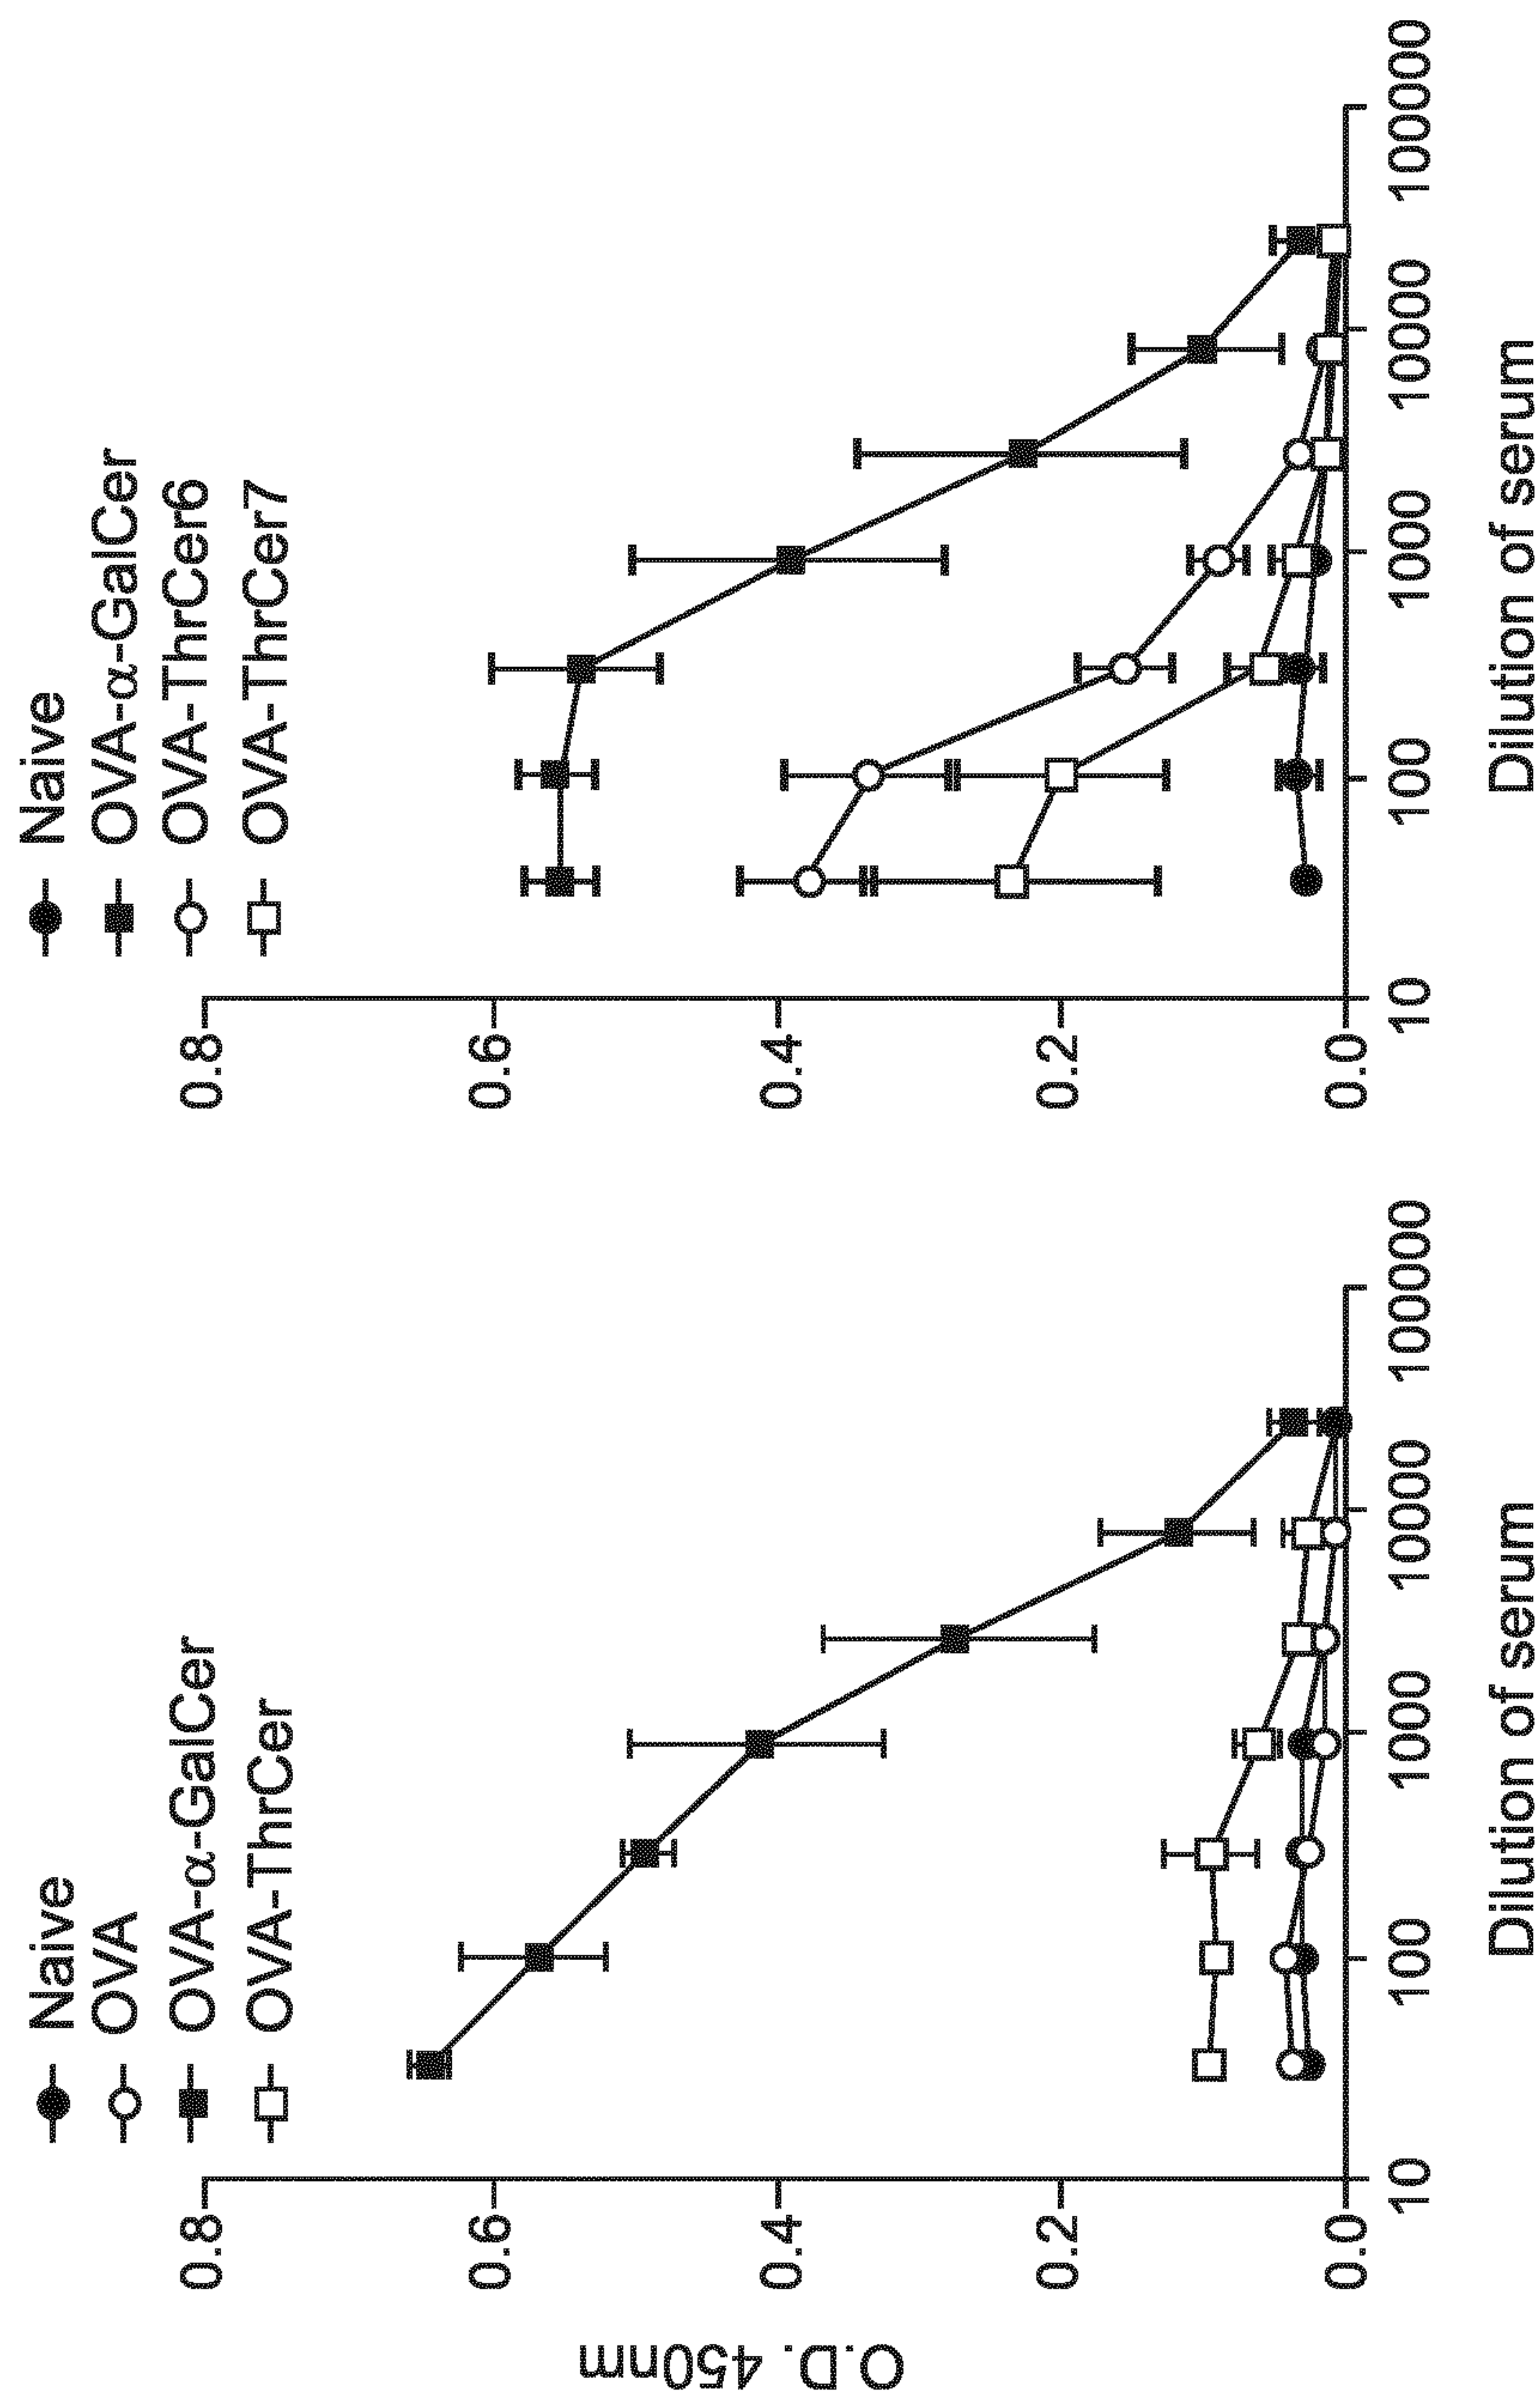 Naive
OVA
OVA-α-GalCer
OVA-ThrCer
O.D. 450nm
0.8
0.6
0.4
0.2
0.0
10
100
1000
10000
100000
Dilution of serum
Naive
OVA-α-GalCer
OVA-ThrCer6
OVA-ThrCer7
0.8
0.6
0.4
0.2
0.0
10
100
1000
10000
100000
Dilution of serum